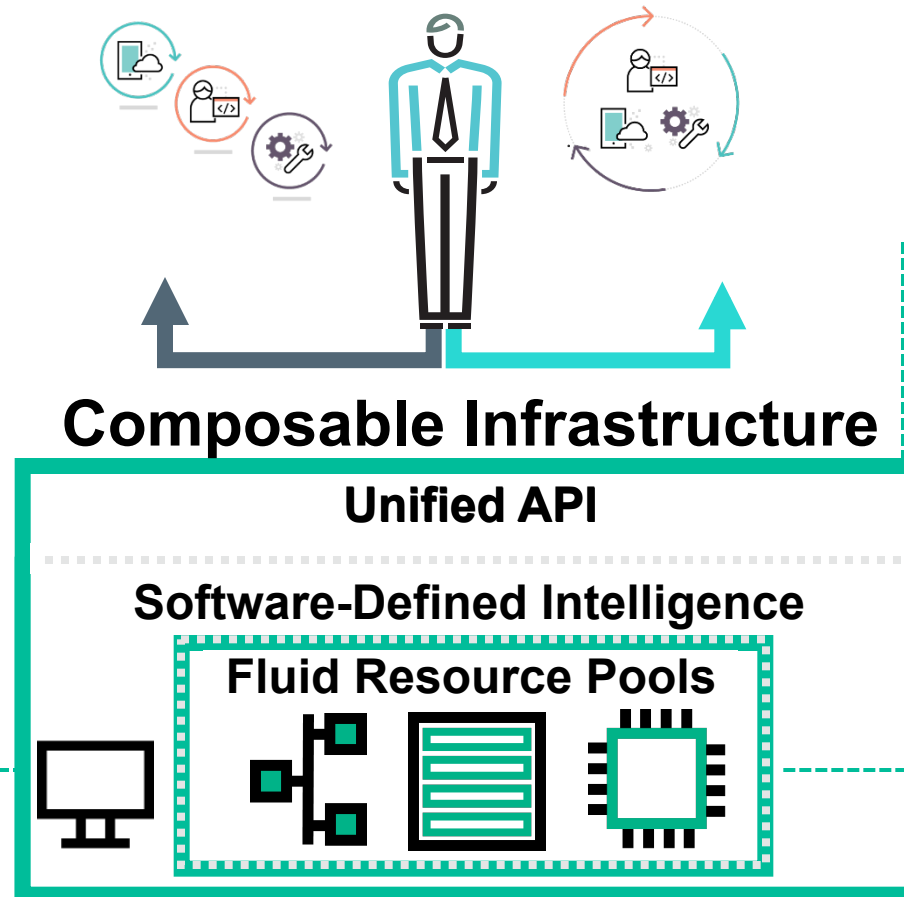 </>
</>
Composable Infrastructure
Unified API
Software-Defined Intelligence
Fluid Resource Pools